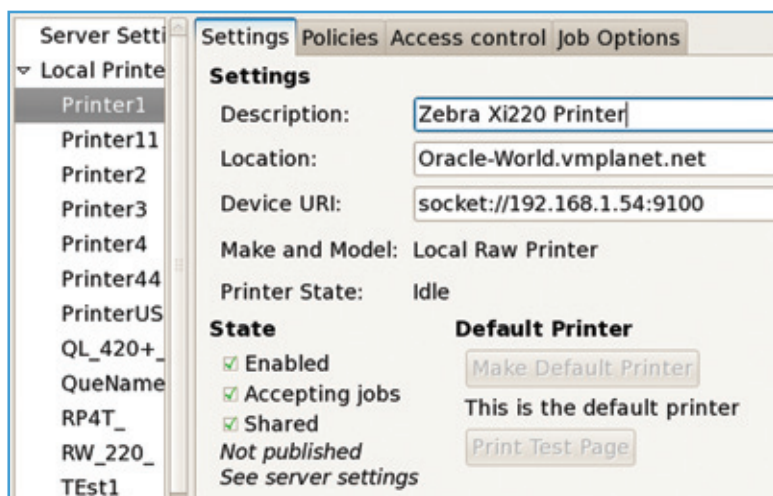 Server Setti
Local Printe
Printer1
Printer11
Printer2
Printer3
Printer4
Printer44
PrinterUS
QL_420+_
QueName
RP4T_
RW_220_
TEst1
Settings Policies Access control Job Options
Settings
Description: Zebra Xi220 Printer
Location: Oracle-World.vmplanet.net
Device URI: socket://192.168.1.54:9100
Make and Model: Local Raw Printer
Printer State: Idle
State
Enabled
Accepting jobs
Shared
Not published
See server settings
Default Printer
Make Default Printer
This is the default printer
Print Test Page